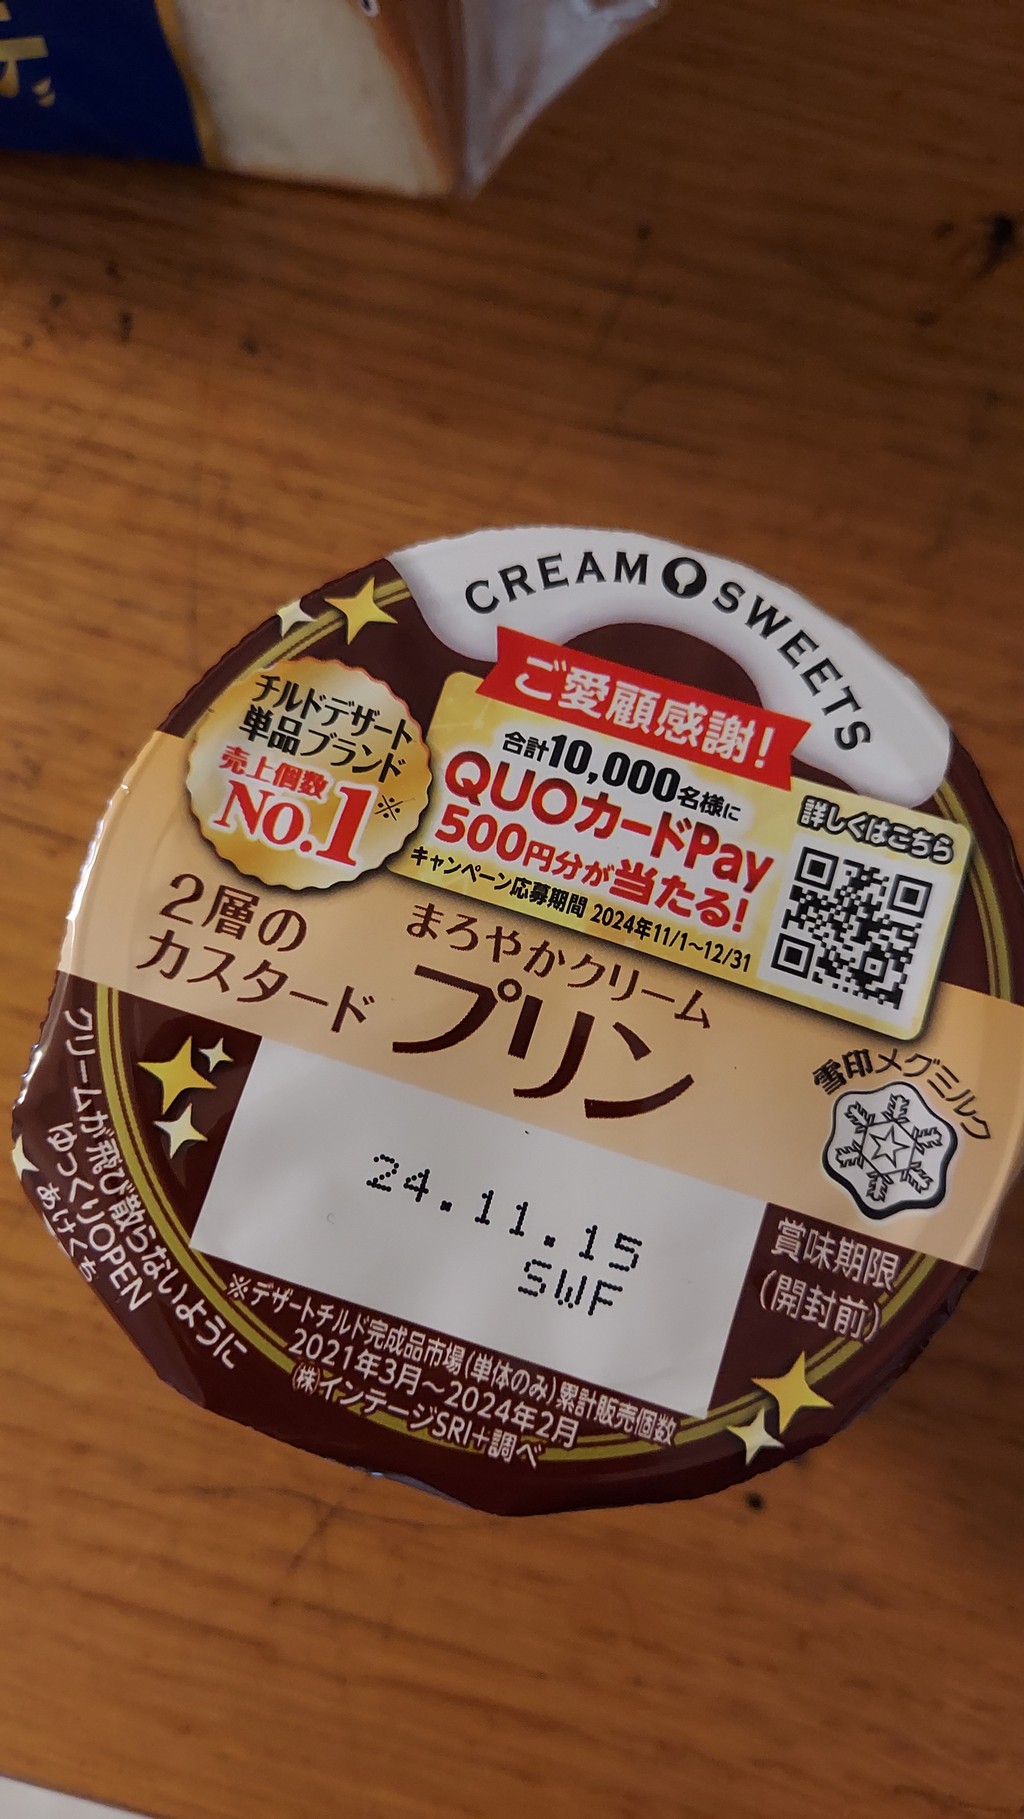 CREAM SWEETS
ご愛顧感謝!
合計10,000名様に
QUOカードPay
500円分が当たる!
キャンペーン応募期間 2024年11/1~12/31
詳しくはこちら
チルドデザート
単品ブランド
売上個数
No.1※
2層の
カスタード
まろやかクリーム
プリン
雪印メグミルク
24.11.15
SWF
賞味期限
(開封前)
※デザートチルド完成品市場(単体のみ)累計販売個数
2021年3月~2024年2月
(株)インテージSRI+調べ
クリームが飛び散らないように
ゆっくりOPEN
あけくち